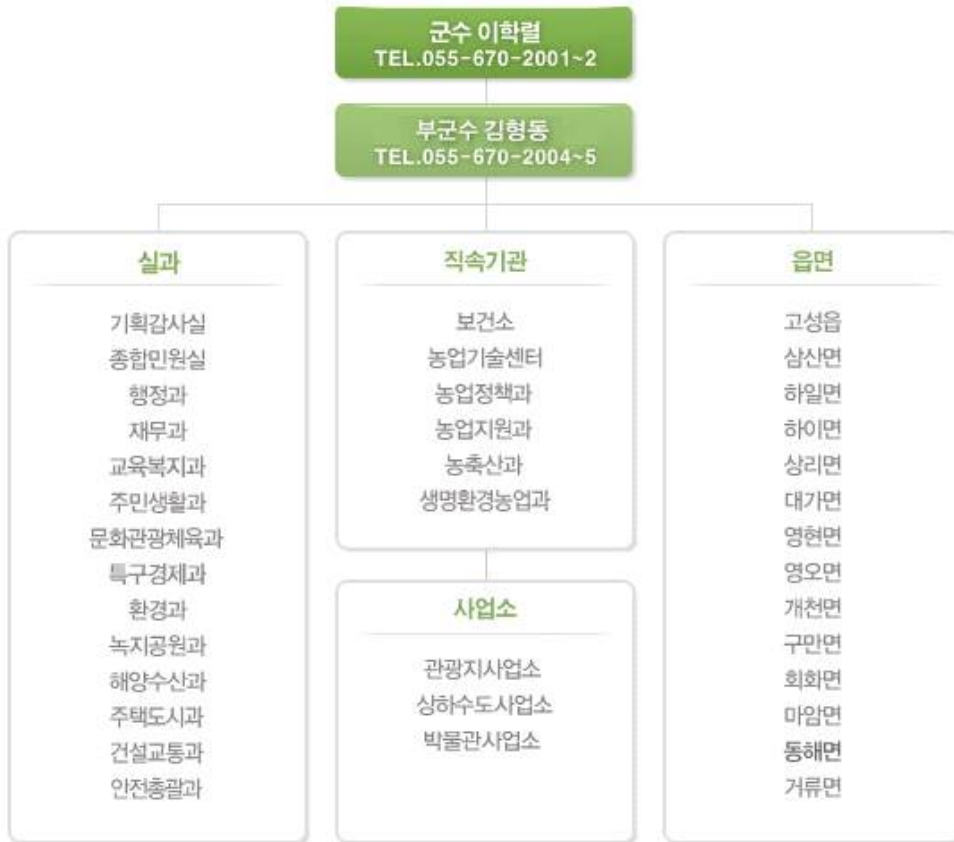 군수 이학렬
TEL.055-670-2001~2
부군수 김형동
TEL.055-670-2004~5
실과
기획감사실
종합민원실
행정과
재무과
교육복지과
주민생활과
문화관광체육과
특구경제과
환경과
녹지공원과
해양수산과
주택도시과
건설교통과
안전총괄과
직속기관
보건소
농업기술센터
농업정책과
농업지원과
농축산과
생명환경농업과
사업소
관광지사업소
상하수도사업소
박물관사업소
읍면
고성읍
삼산면
하일면
하이면
상리면
대가면
영현면
영오면
개천면
구만면
회화면
마암면
동해면
거류면